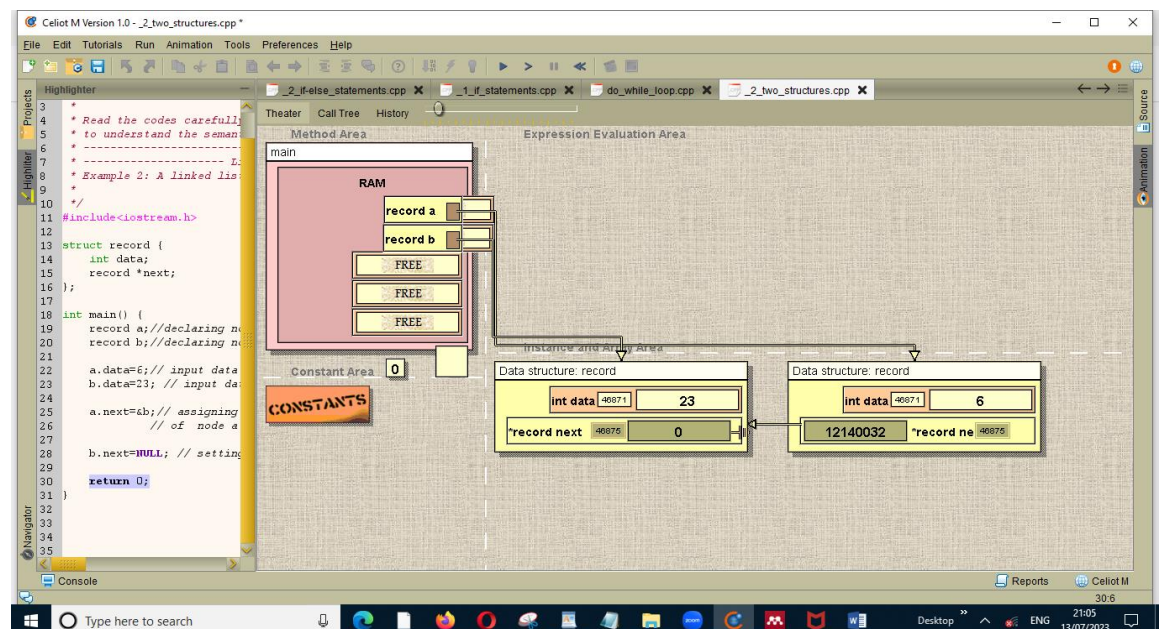 Celiot M Version 1.0 - _2_two_structures.cpp *
File Edit Tutorials Run Animation Tools Preferences Help
Highlighter
_2_if-else_statements.cpp
_1_if_statements.cpp
do_while_loop.cpp
_2_two_structures.cpp
Projects
Highliter
Navigator
Source
Animation
3 *
4 * Read the codes carefully
5 * to understand the seman
6 * ---------------------
7 * --------------------- Li
8 * Example 2: A linked lis
9 *
10 */
11 #include<iostream.h>
12
13 struct record {
14 int data;
15 record *next;
16 };
17
18 int main() {
19 record a;//declaring no
20 record b;//declaring no
21
22 a.data=6;// input data
23 b.data=23; // input da
24
25 a.next=&b;// assigning
26 // of node a
27
28 b.next=NULL; // setting
29
30 return 0;
31 }
32
33
34
35
Theater Call Tree History
Method Area
Expression Evaluation Area
main
RAM
record a
record b
FREE
FREE
FREE
Constant Area
0
CONSTANTS
Instance and Array Area
Data structure: record
int data 46871 23
*record next 46875 0
Data structure: record
int data 46871 6
12140032 *record ne 46875
Console
Reports
Celiot M
30:6
Type here to search
zoom
Desktop
ENG
21:05
13/07/2023